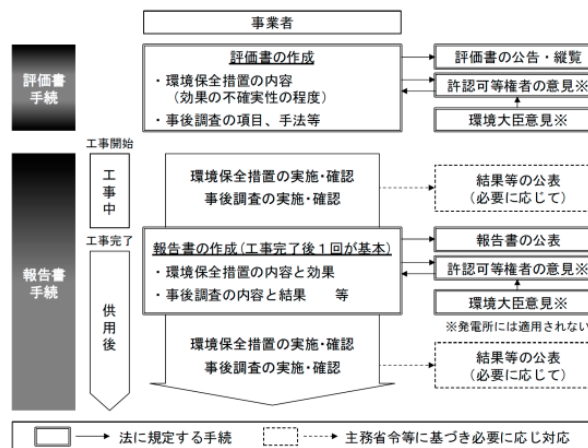 事業者
評価書手続
評価書の作成
・環境保全措置の内容
（効果の不確実性の程度）
・事後調査の項目、手法等
評価書の公告・縦覧
許認可等権者の意見※
環境大臣意見※
工事開始
報告書手続
工事中
環境保全措置の実施・確認
事後調査の実施・確認
結果等の公表
（必要に応じて）
工事完了
報告書の作成（工事完了後１回が基本）
・環境保全措置の内容と効果
・事後調査の内容と結果　等
報告書の公表
許認可等権者の意見※
環境大臣意見※
※発電所には適用されない
供用後
環境保全措置の実施・確認
事後調査の実施・確認
結果等の公表
（必要に応じて）
法に規定する手続
主務省令等に基づき必要に応じ対応